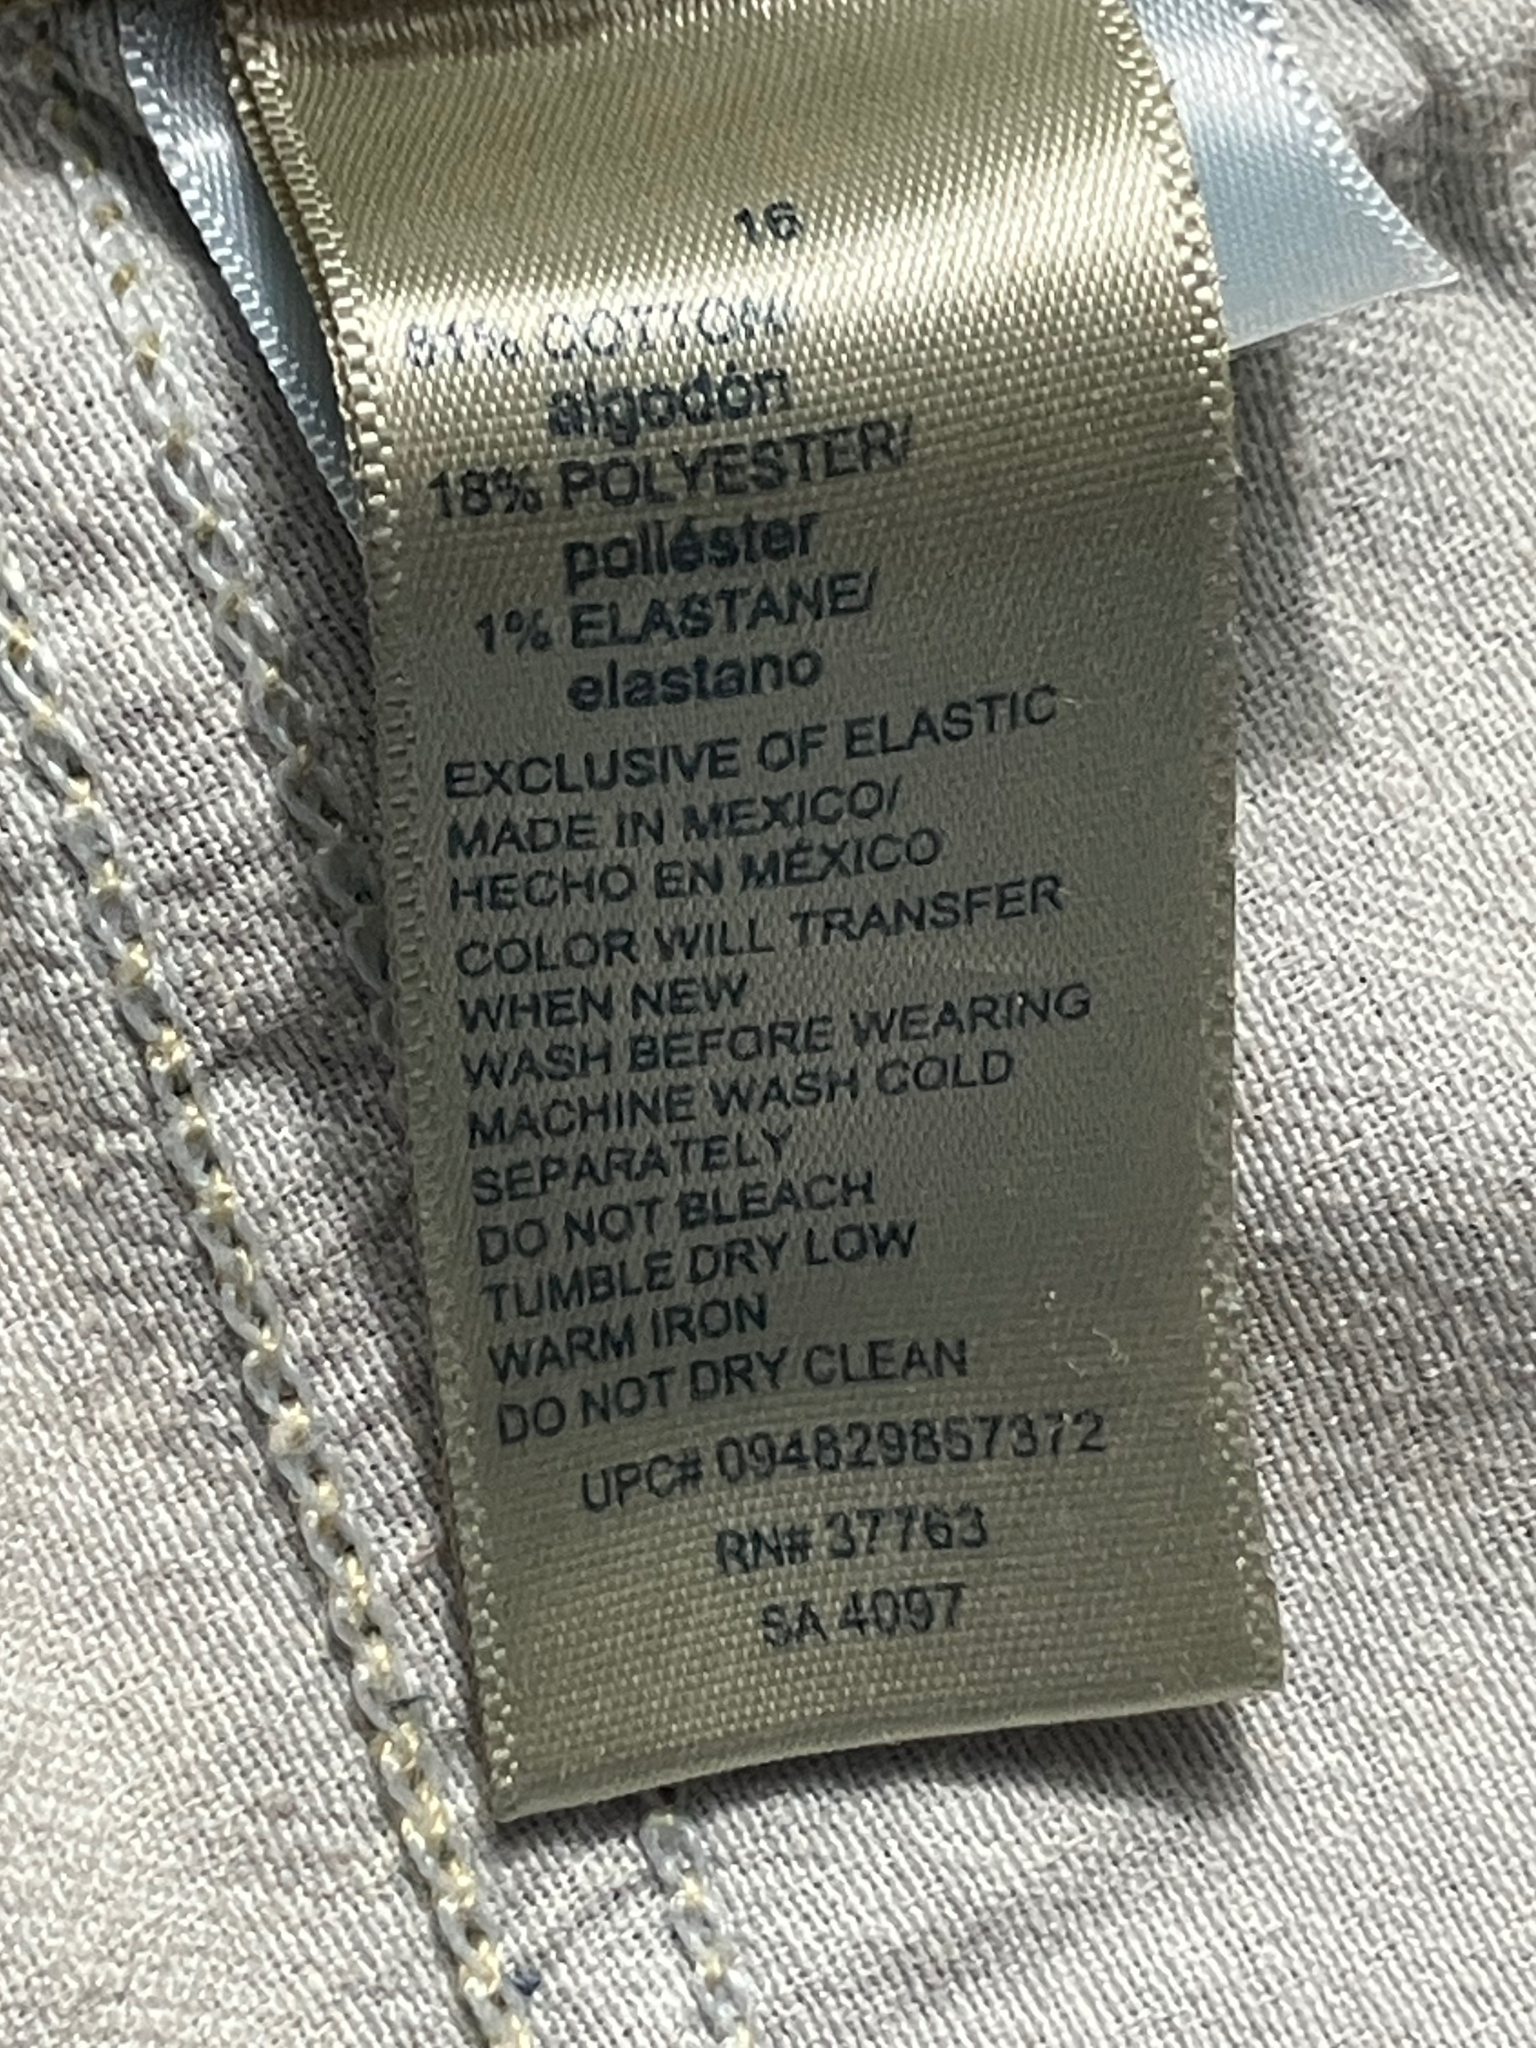 16
81% COTTON/
algodón
18% POLYESTER/
poliéster
1% ELASTANE/
elastano
EXCLUSIVE OF ELASTIC
MADE IN MEXICO/
HECHO EN MÉXICO
COLOR WILL TRANSFER
WHEN NEW
WASH BEFORE WEARING
MACHINE WASH COLD
SEPARATELY
DO NOT BLEACH
TUMBLE DRY LOW
WARM IRON
DO NOT DRY CLEAN
UPC# 094829857372
RN# 37763
SA 4097